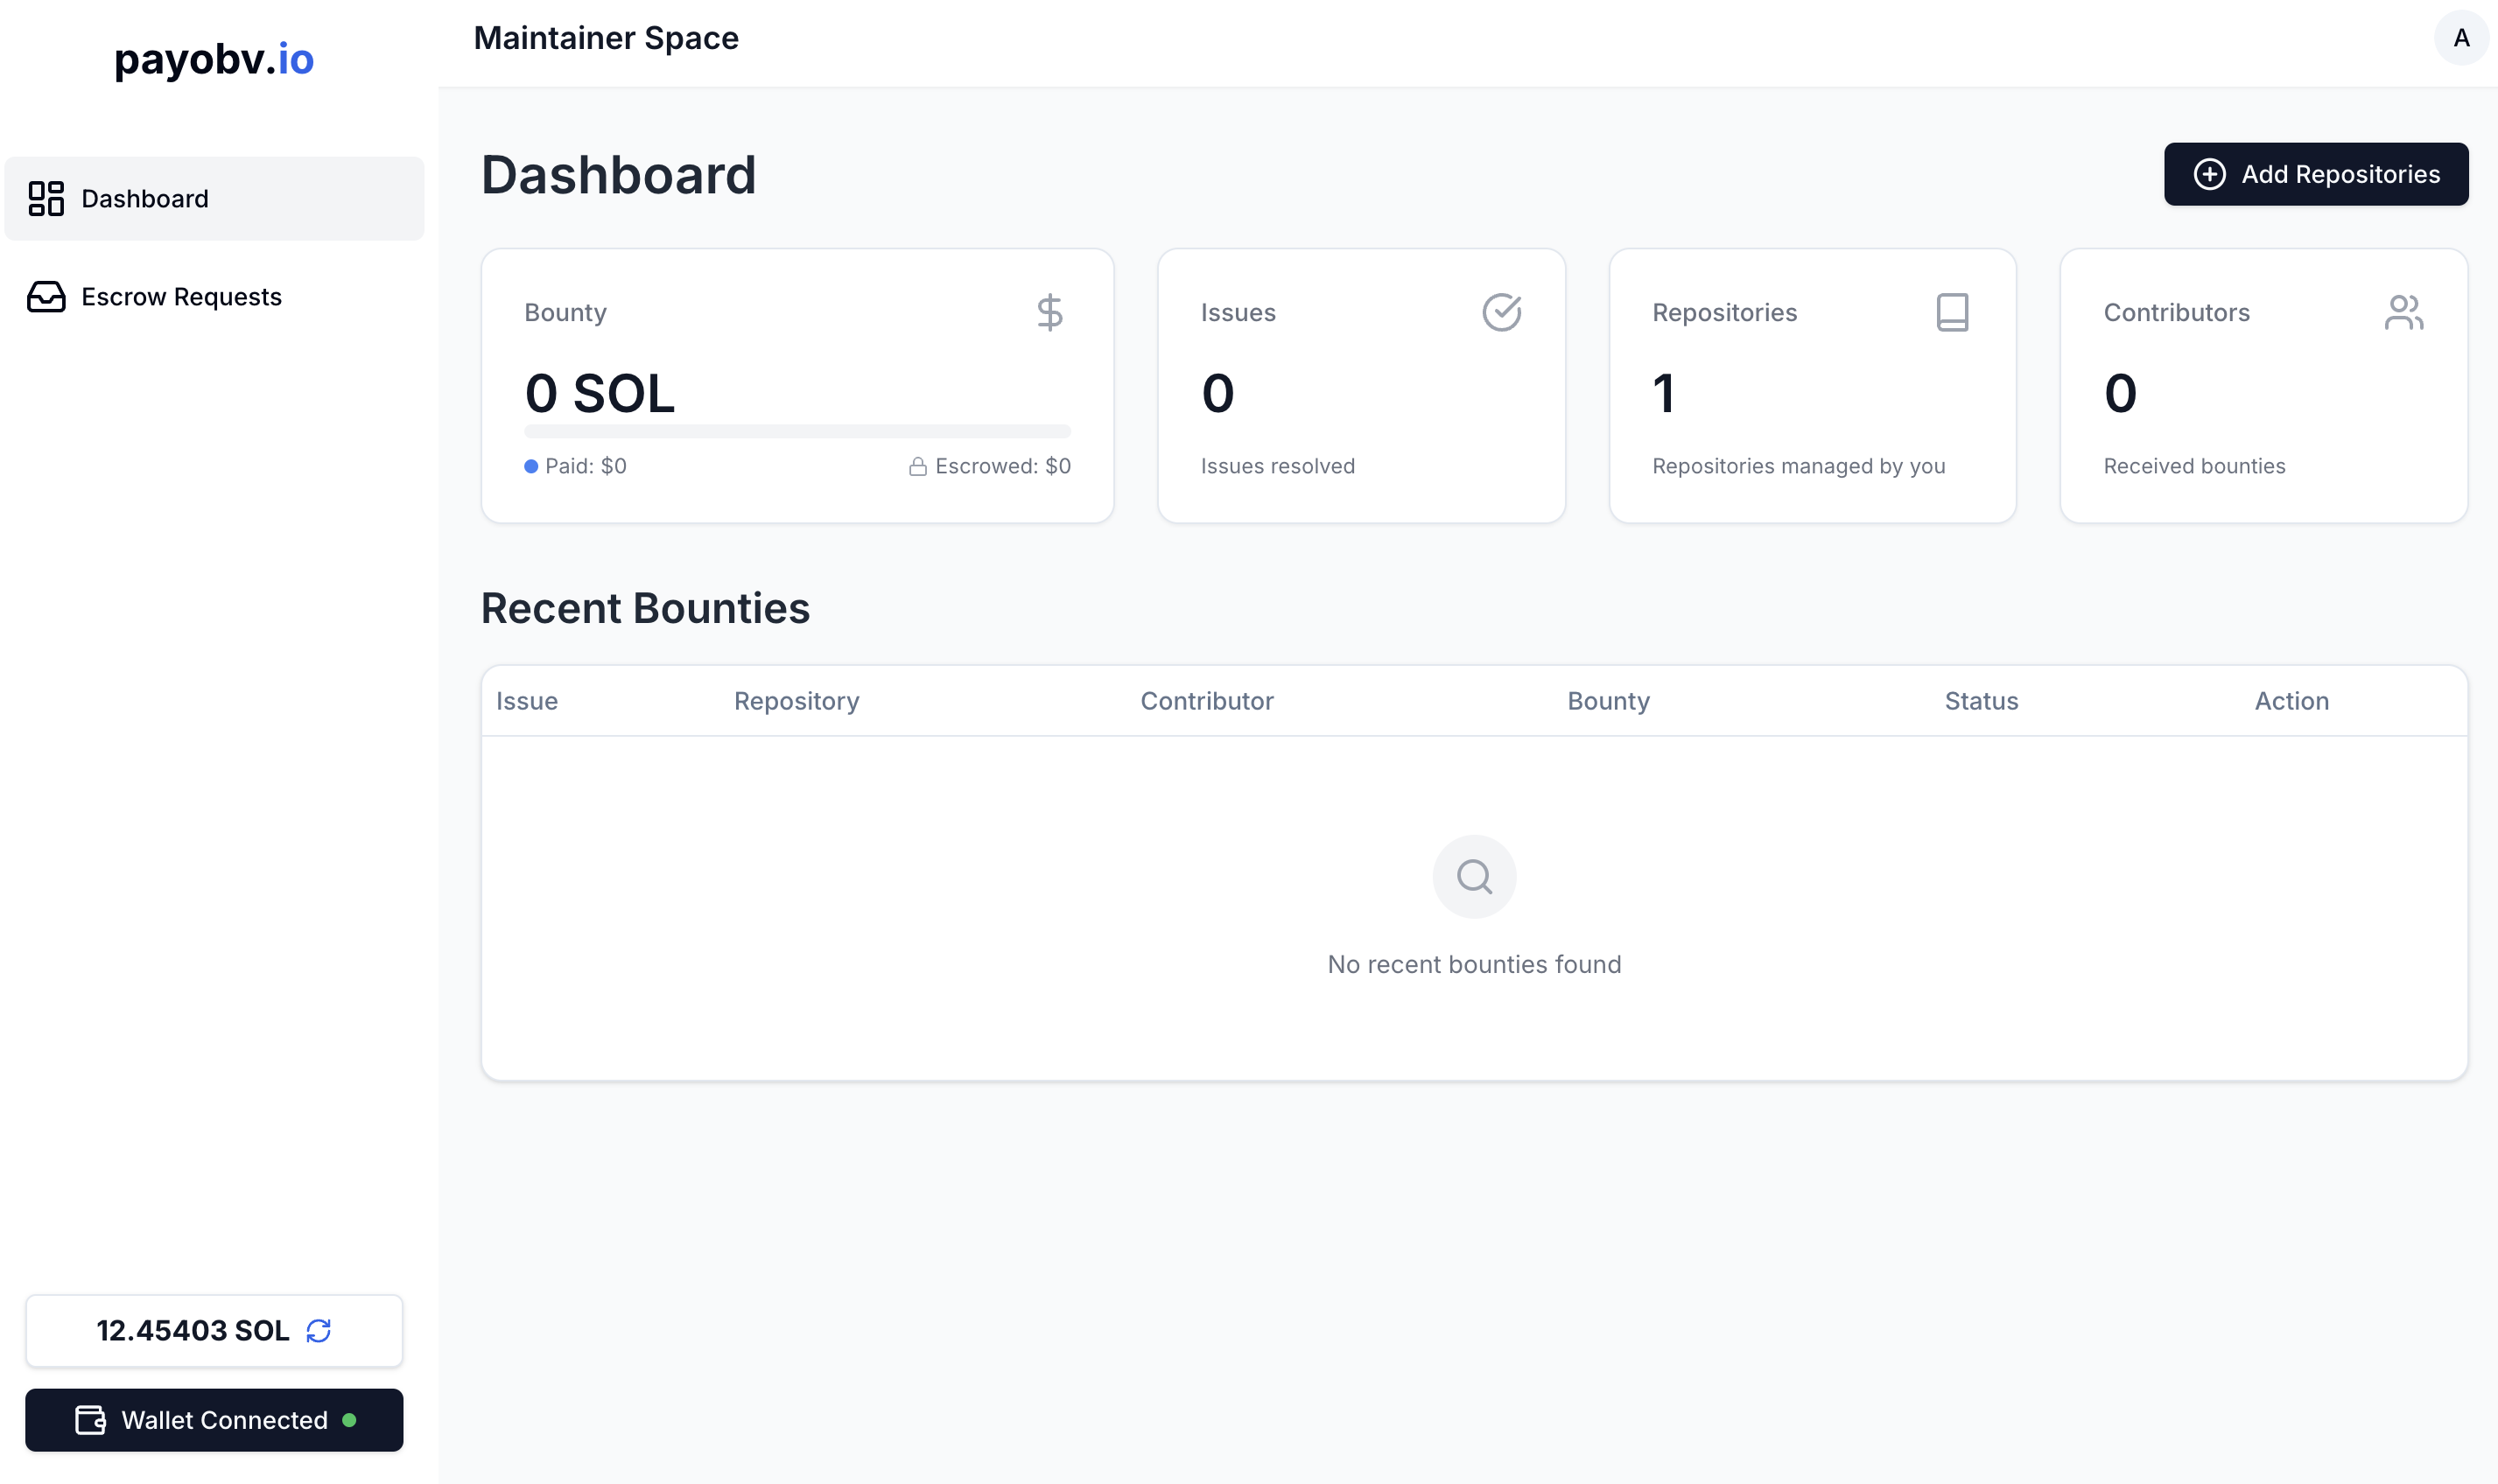 payobv.io
Maintainer Space
A
Dashboard
Escrow Requests
Dashboard
Add Repositories
Bounty
0 SOL
Paid: $0
Escrowed: $0
Issues
0
Issues resolved
Repositories
1
Repositories managed by you
Contributors
0
Received bounties
Recent Bounties
Issue Repository Contributor Bounty Status Action
No recent bounties found
12.45403 SOL
Wallet Connected